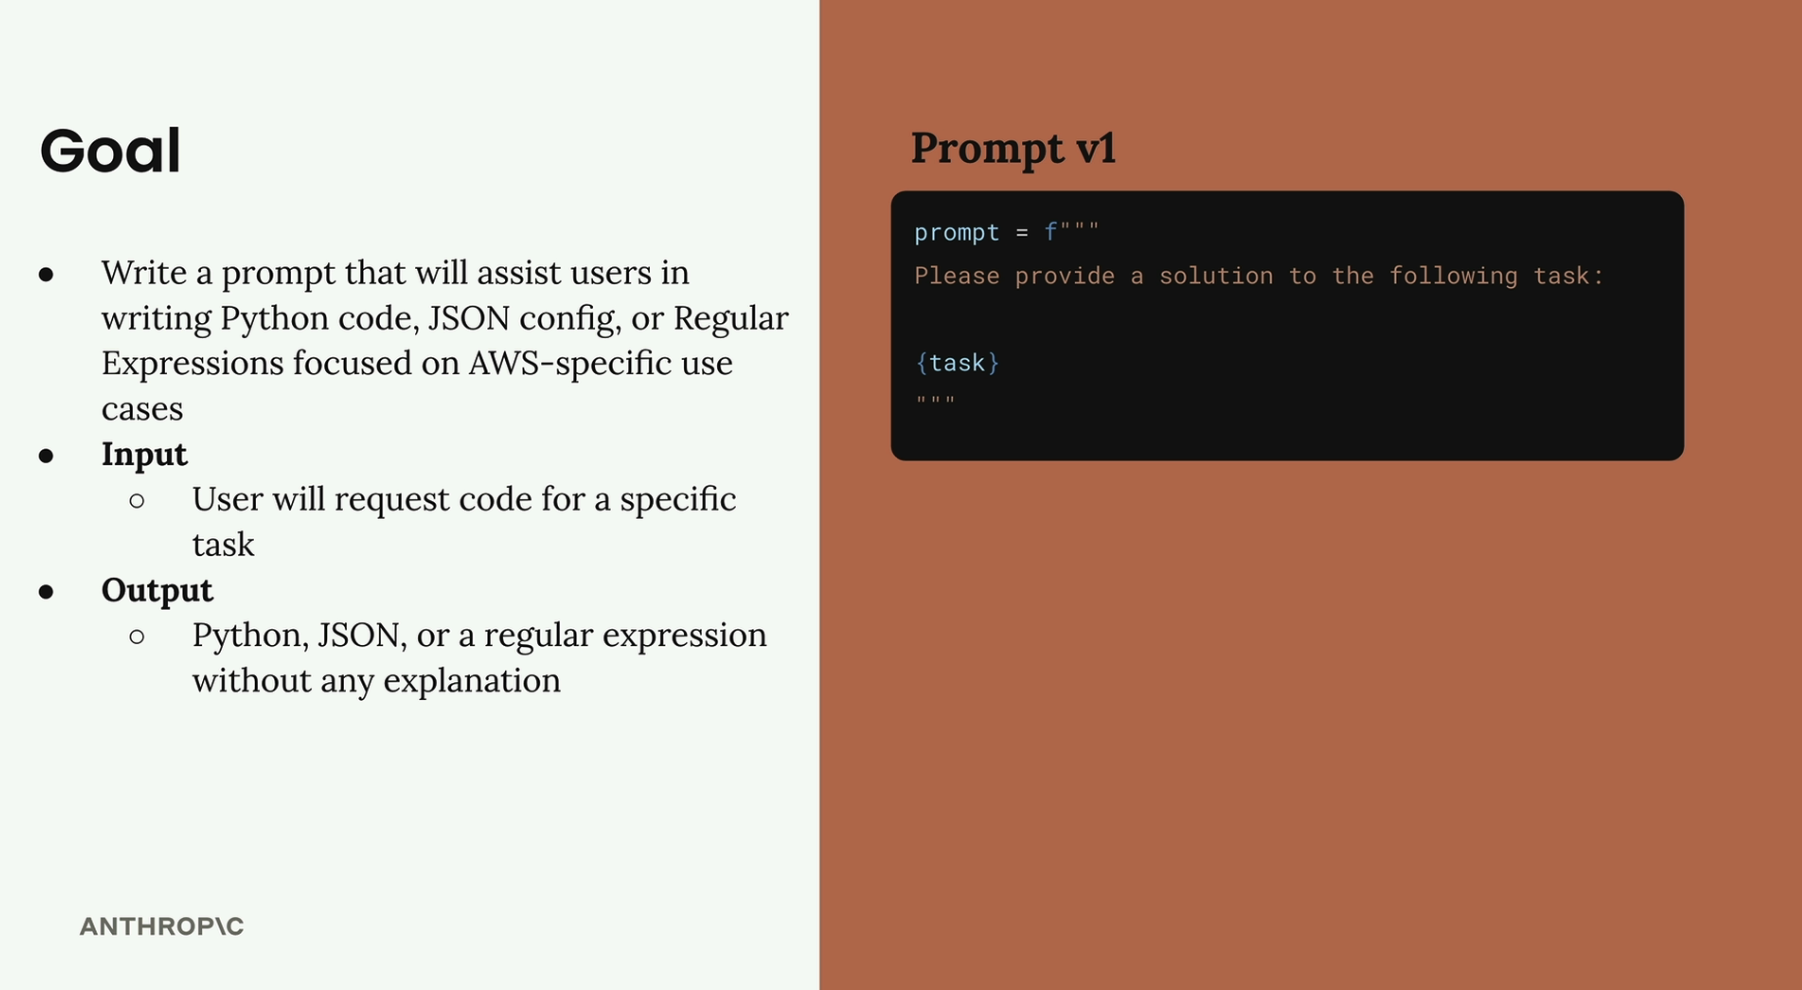 Goal
● Write a prompt that will assist users in
writing Python code, JSON config, or Regular
Expressions focused on AWS-specific use
cases
● Input
○ User will request code for a specific
task
● Output
○ Python, JSON, or a regular expression
without any explanation
ANTHROP\C
Prompt v1
prompt = f"""
Please provide a solution to the following task:
{task}
"""